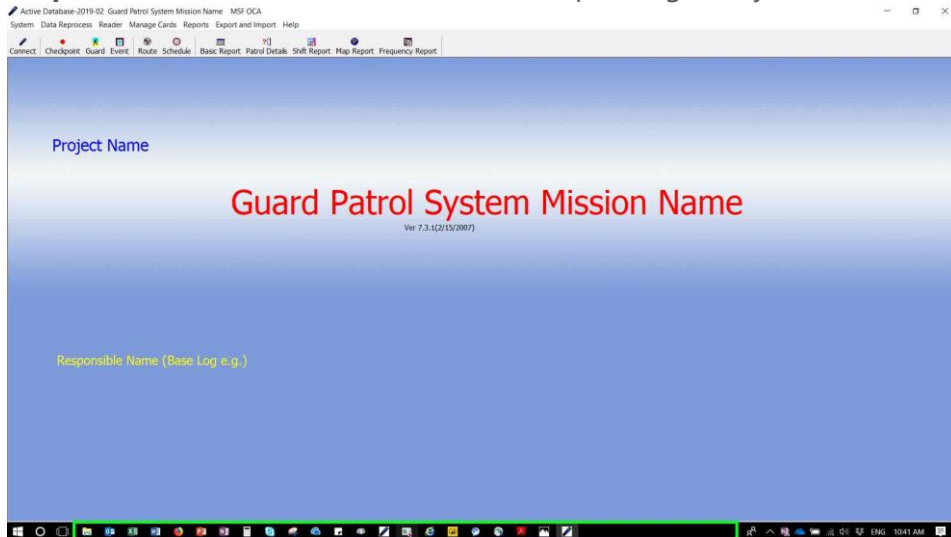 Active Database-2019-02 Guard Patrol System Mission Name MSF OCA
System Data Reprocess Reader Manage Cards Reports Export and Import Help
Connect Checkpoint Guard Event Route Schedule Basic Report Patrol Details Shift Report Map Report Frequency Report
Project Name
Guard Patrol System Mission Name
Ver 7.3.1(2/15/2007)
Responsible Name (Base Log e.g.)
ENG 10:41 AM